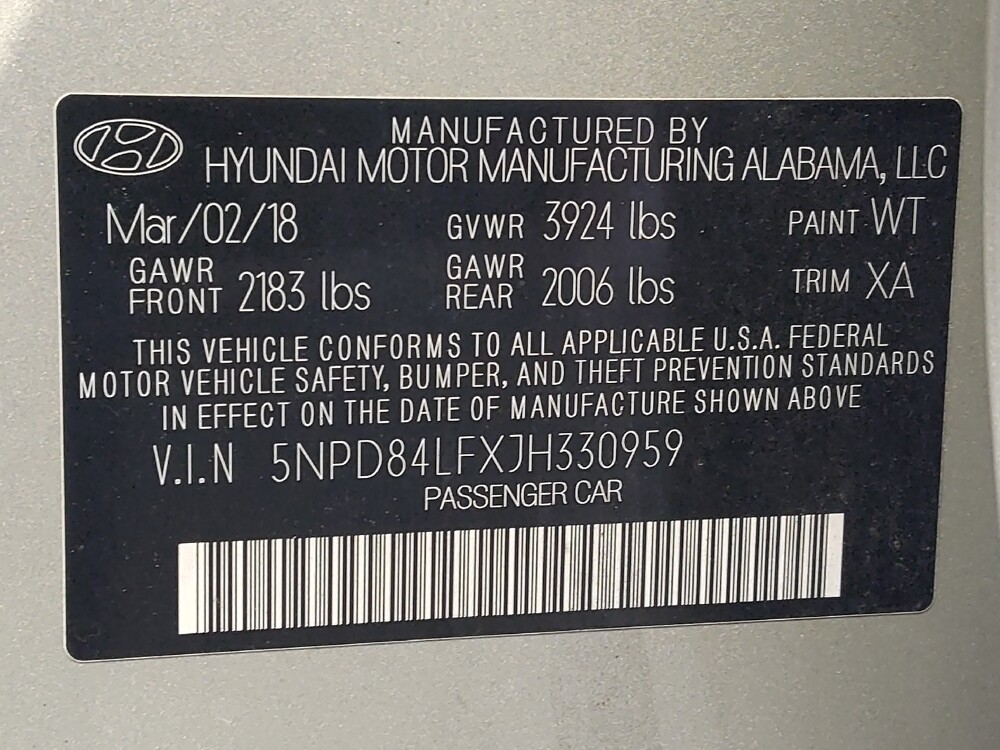 MANUFACTURED BY
HYUNDAI MOTOR MANUFACTURING ALABAMA, LLC
Mar/02/18 GVWR 3924 lbs PAINT WT
GAWR FRONT 2183 lbs GAWR REAR 2006 lbs TRIM XA
THIS VEHICLE CONFORMS TO ALL APPLICABLE U.S.A. FEDERAL
MOTOR VEHICLE SAFETY, BUMPER, AND THEFT PREVENTION STANDARDS
IN EFFECT ON THE DATE OF MANUFACTURE SHOWN ABOVE
V.I.N 5NPD84LFXJH330959
PASSENGER CAR